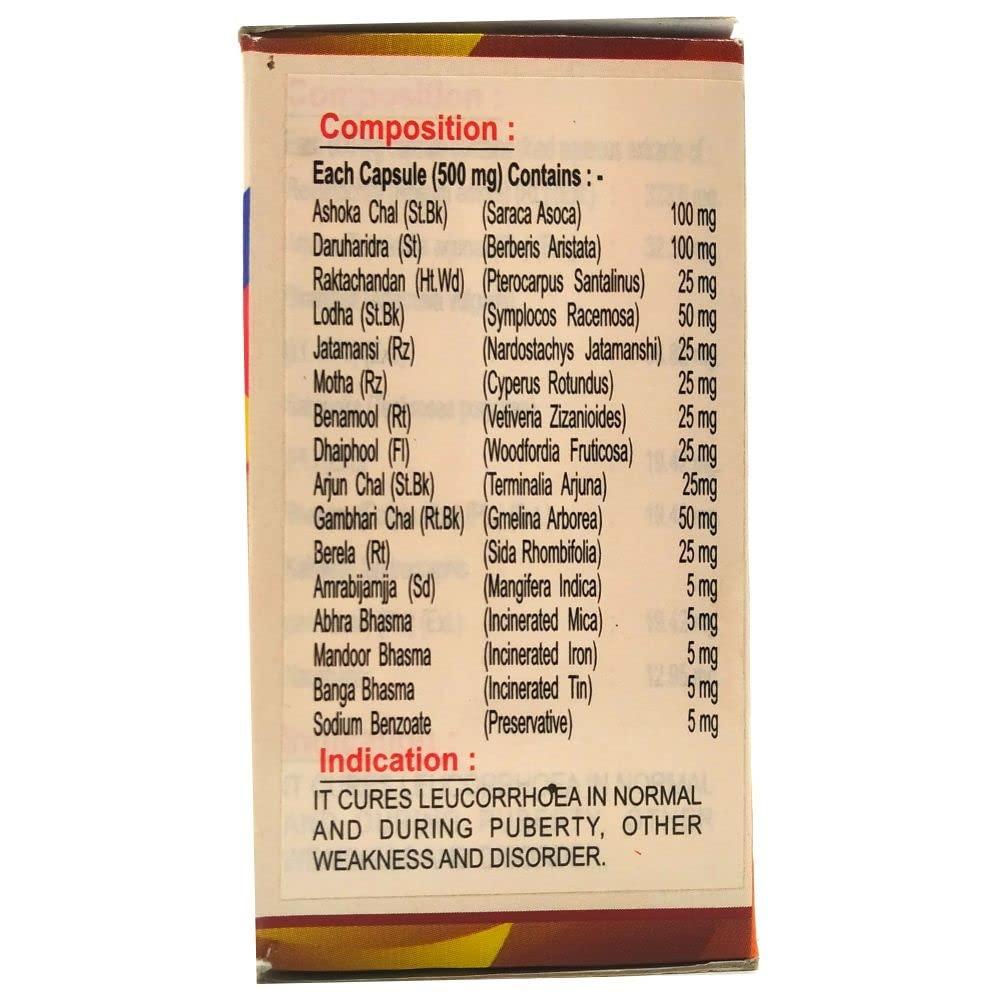 Composition :
Each Capsule (500 mg) Contains : -
Ashoka Chal (St.Bk) (Saraca Asoca) 100 mg
Daruharidra (St) (Berberis Aristata) 100 mg
Raktachandan (Ht.Wd) (Pterocarpus Santalinus) 25 mg
Lodha (St.Bk) (Symplocos Racemosa) 50 mg
Jatamansi (Rz) (Nardostachys Jatamanshi) 25 mg
Motha (Rz) (Cyperus Rotundus) 25 mg
Benamool (Rt) (Vetiveria Zizanioides) 25 mg
Dhaiphool (Fl) (Woodfordia Fruticosa) 25 mg
Arjun Chal (St.Bk) (Terminalia Arjuna) 25mg
Gambhari Chal (Rt.Bk) (Gmelina Arborea) 50 mg
Berela (Rt) (Sida Rhombifolia) 25 mg
Amrabijamjja (Sd) (Mangifera Indica) 5 mg
Abhra Bhasma (Incinerated Mica) 5 mg
Mandoor Bhasma (Incinerated Iron) 5 mg
Banga Bhasma (Incinerated Tin) 5 mg
Sodium Benzoate (Preservative) 5 mg
Indication :
IT CURES LEUCORRHOEA IN NORMAL
AND DURING PUBERTY, OTHER
WEAKNESS AND DISORDER.